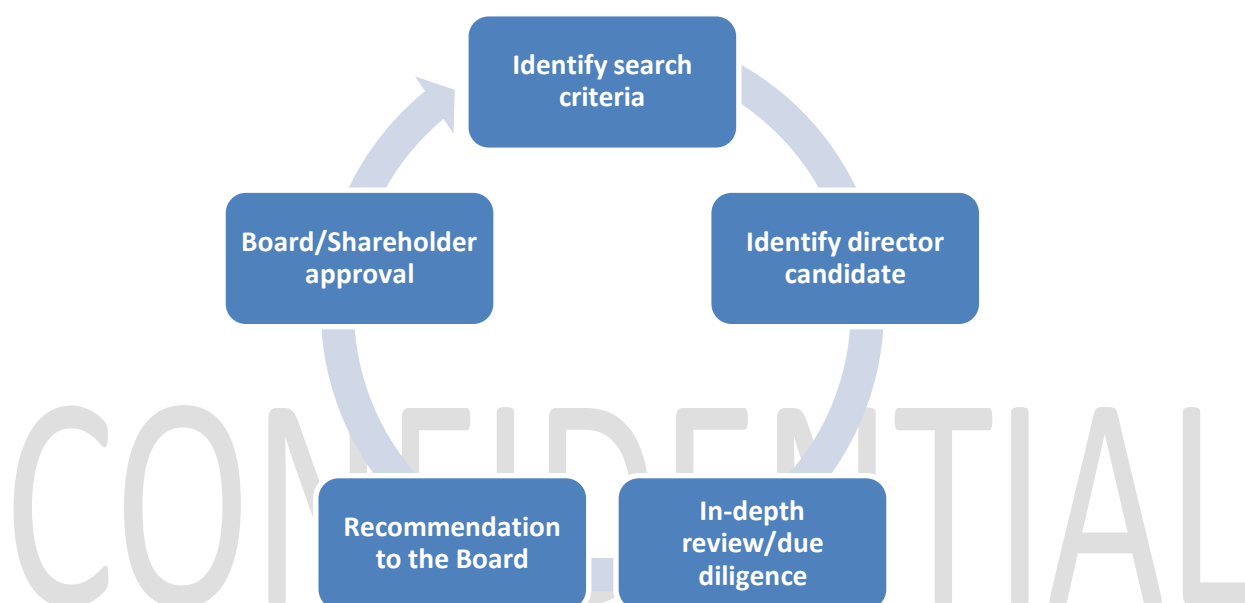 Identify search
criteria
Identify director
candidate
In-depth
review/due
diligence
Recommendation
to the Board
Board/Shareholder
approval
CONFIDENTIAL